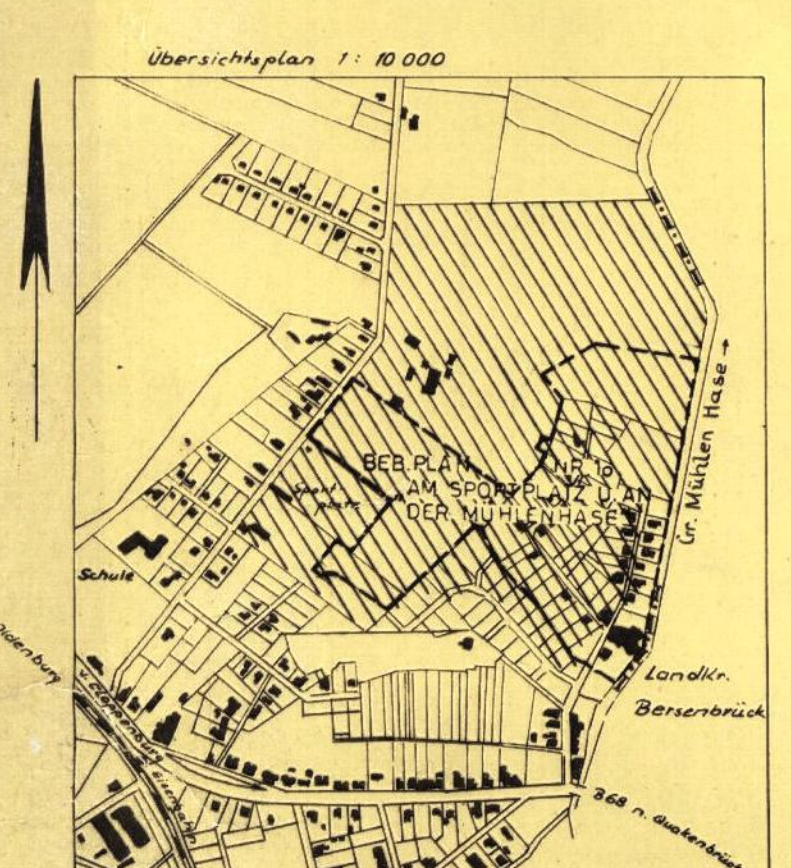 Übersichtsplan 1: 10 000
Gr. Mühlen Hase
BEB. PLAN NR. 10
"AM SPORTPLATZ U. AN
DER MÜHLENHASE"
Sport-
platz
Schule
Landkr.
Bersenbrück
v. Cloppenburg
Eisenbahn
B68 n. Quakenbrück